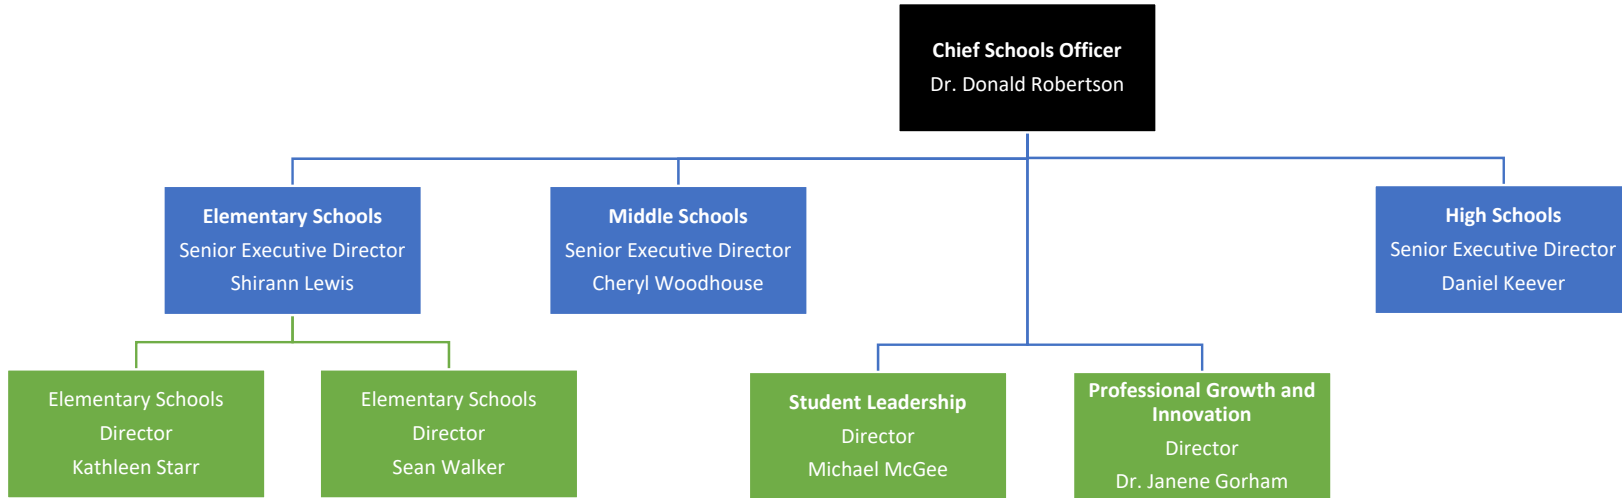 Chief Schools Officer
Dr. Donald Robertson
Elementary Schools
Senior Executive Director
Shirann Lewis
Middle Schools
Senior Executive Director
Cheryl Woodhouse
High Schools
Senior Executive Director
Daniel Keever
Elementary Schools
Director
Kathleen Starr
Elementary Schools
Director
Sean Walker
Student Leadership
Director
Michael McGee
Professional Growth and
Innovation
Director
Dr. Janene Gorham